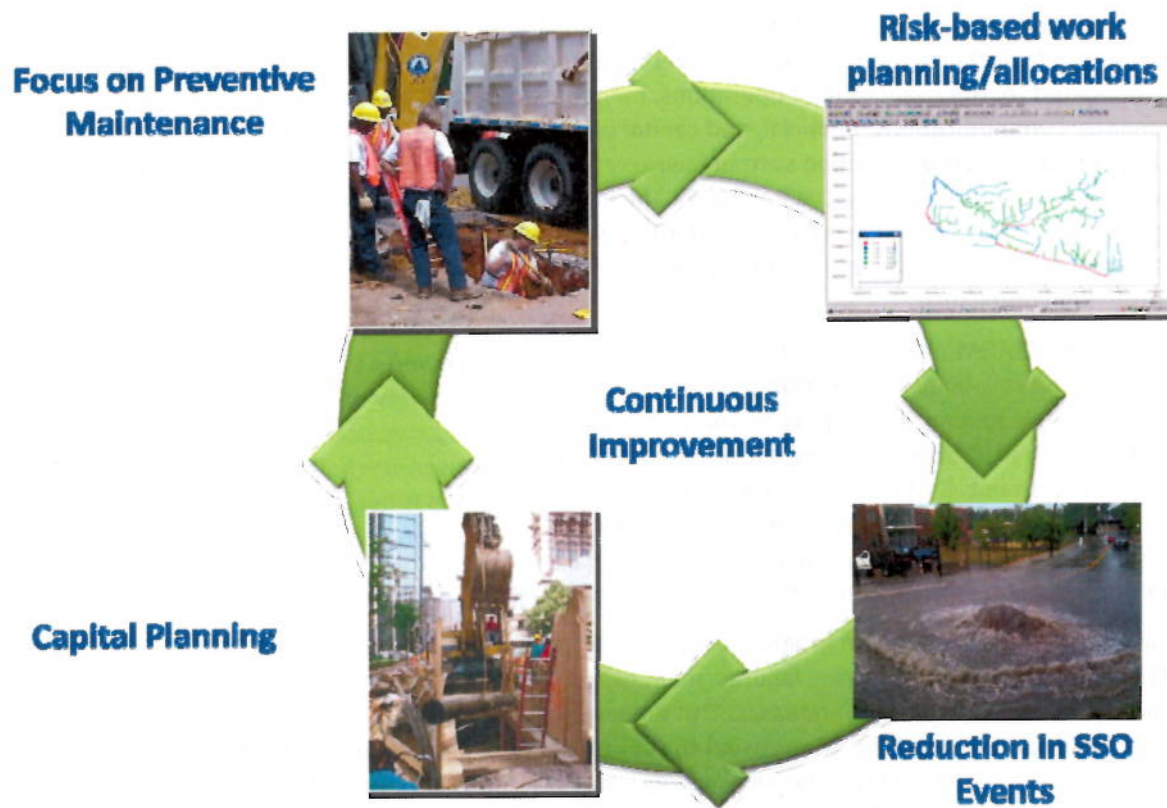 Focus on Preventive
Maintenance
Risk-based work
planning/allocations
Continuous
Improvement
Capital Planning
Reduction in SSO
Events